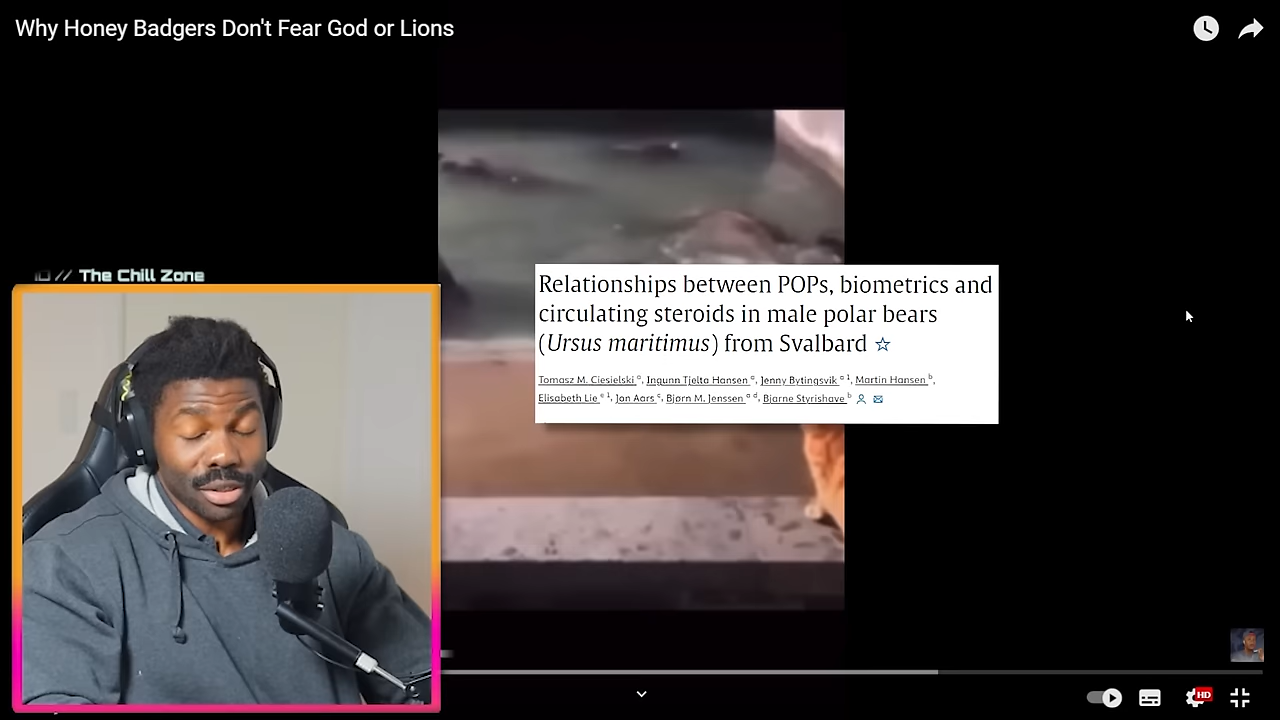 Why Honey Badgers Don't Fear God or Lions
// The Chill Zone
Relationships between POPs, biometrics and
circulating steroids in male polar bears
(Ursus maritimus) from Svalbard ☆
Tomasz M. Ciesielski ᵃ, Ingunn Tjelta Hansen ᵃ, Jenny Bytingsvik ᵃ ¹, Martin Hansen ᵇ,
Elisabeth Lie ᵉ ¹, Jon Aars ᶜ, Bjørn M. Jenssen ᵃ ᵈ, Bjarne Styrishave ᵇ
HD